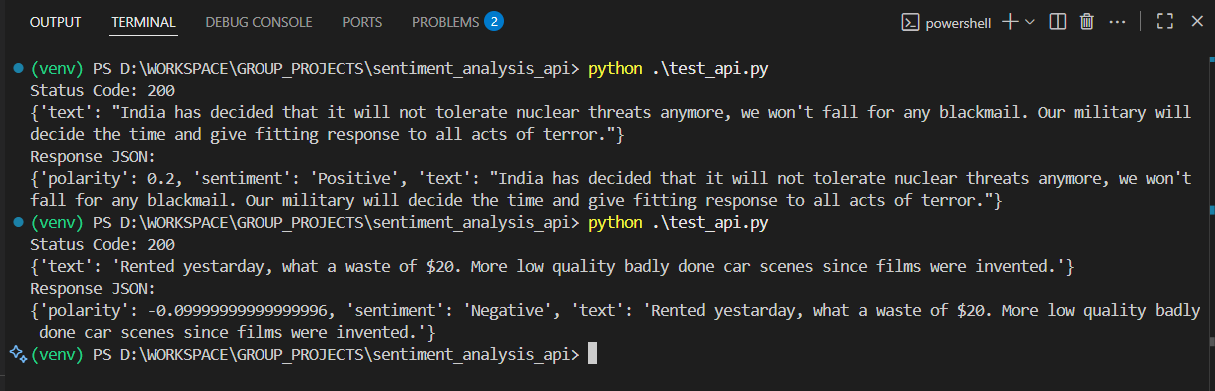 OUTPUT TERMINAL DEBUG CONSOLE PORTS PROBLEMS 2 powershell
(venv) PS D:\WORKSPACE\GROUP_PROJECTS\sentiment_analysis_api> python .\test_api.py
Status Code: 200
{'text': "India has decided that it will not tolerate nuclear threats anymore, we won't fall for any blackmail. Our military will
decide the time and give fitting response to all acts of terror."}
Response JSON:
{'polarity': 0.2, 'sentiment': 'Positive', 'text': "India has decided that it will not tolerate nuclear threats anymore, we won't
fall for any blackmail. Our military will decide the time and give fitting response to all acts of terror."}
(venv) PS D:\WORKSPACE\GROUP_PROJECTS\sentiment_analysis_api> python .\test_api.py
Status Code: 200
{'text': 'Rented yestarday, what a waste of $20. More low quality badly done car scenes since films were invented.'}
Response JSON:
{'polarity': -0.09999999999999996, 'sentiment': 'Negative', 'text': 'Rented yestarday, what a waste of $20. More low quality badly
done car scenes since films were invented.'}
(venv) PS D:\WORKSPACE\GROUP_PROJECTS\sentiment_analysis_api>